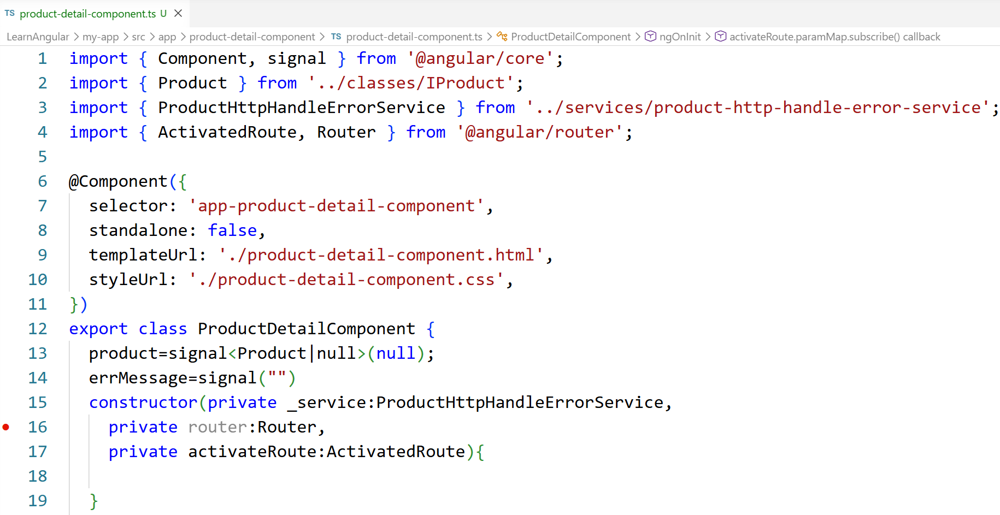 TS product-detail-component.ts U ×
LearnAngular > my-app > src > app > product-detail-component > TS product-detail-component.ts > ProductDetailComponent > ngOnInit > activateRoute.paramMap.subscribe() callback
1 import { Component, signal } from '@angular/core';
2 import { Product } from '../classes/IProduct';
3 import { ProductHttpHandleErrorService } from '../services/product-http-handle-error-service';
4 import { ActivatedRoute, Router } from '@angular/router';
5
6 @Component({
7   selector: 'app-product-detail-component',
8   standalone: false,
9   templateUrl: './product-detail-component.html',
10   styleUrl: './product-detail-component.css',
11 })
12 export class ProductDetailComponent {
13   product=signal<Product|null>(null);
14   errMessage=signal("")
15   constructor(private _service:ProductHttpHandleErrorService,
16     private router:Router,
17     private activateRoute:ActivatedRoute){
18
19   }